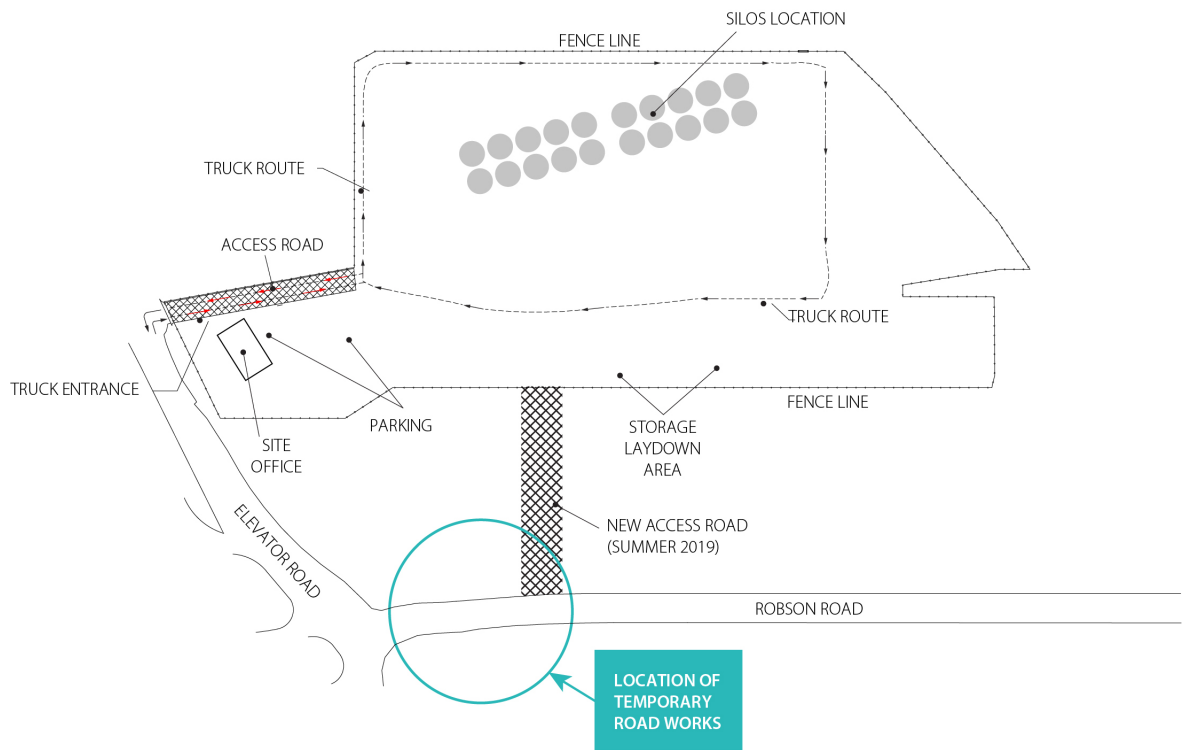 SILOS LOCATION
FENCE LINE
TRUCK ROUTE
ACCESS ROAD
TRUCK ROUTE
TRUCK ENTRANCE
FENCE LINE
PARKING
SITE
OFFICE
STORAGE
LAYDOWN
AREA
NEW ACCESS ROAD
(SUMMER 2019)
ELEVATOR ROAD
ROBSON ROAD
LOCATION OF
TEMPORARY
ROAD WORKS